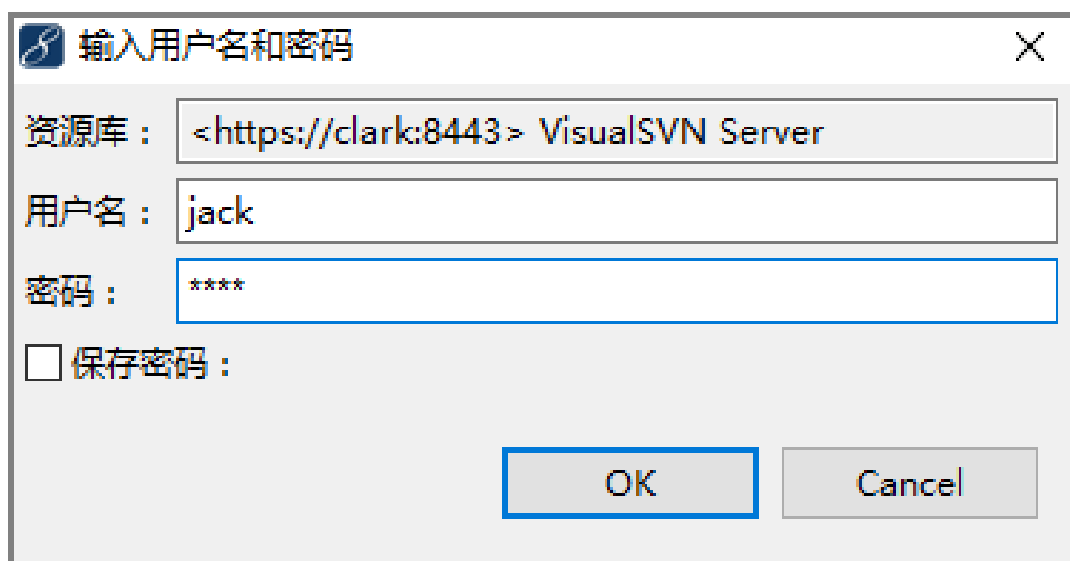 输入用户名和密码
资源库： <https://clark:8443> VisualSVN Server
用户名： jack
密码： ****
保存密码：
OK Cancel